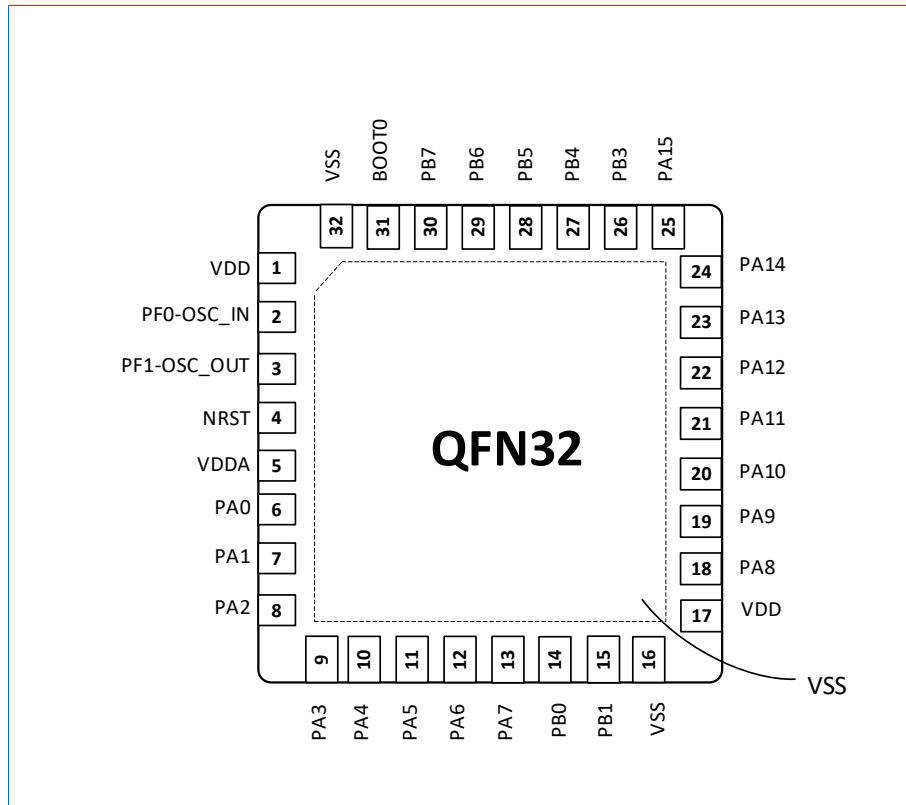 VSS
BOOT0
PB7
PB6
PB5
PB4
PB3
PA15
32
31
30
29
28
27
26
25
VDD 1
PF0-OSC_IN 2
PF1-OSC_OUT 3
NRST 4
VDDA 5
PA0 6
PA1 7
PA2 8
QFN32
24 PA14
23 PA13
22 PA12
21 PA11
20 PA10
19 PA9
18 PA8
17 VDD
9
10
11
12
13
14
15
16
PA3
PA4
PA5
PA6
PA7
PB0
PB1
VSS
VSS